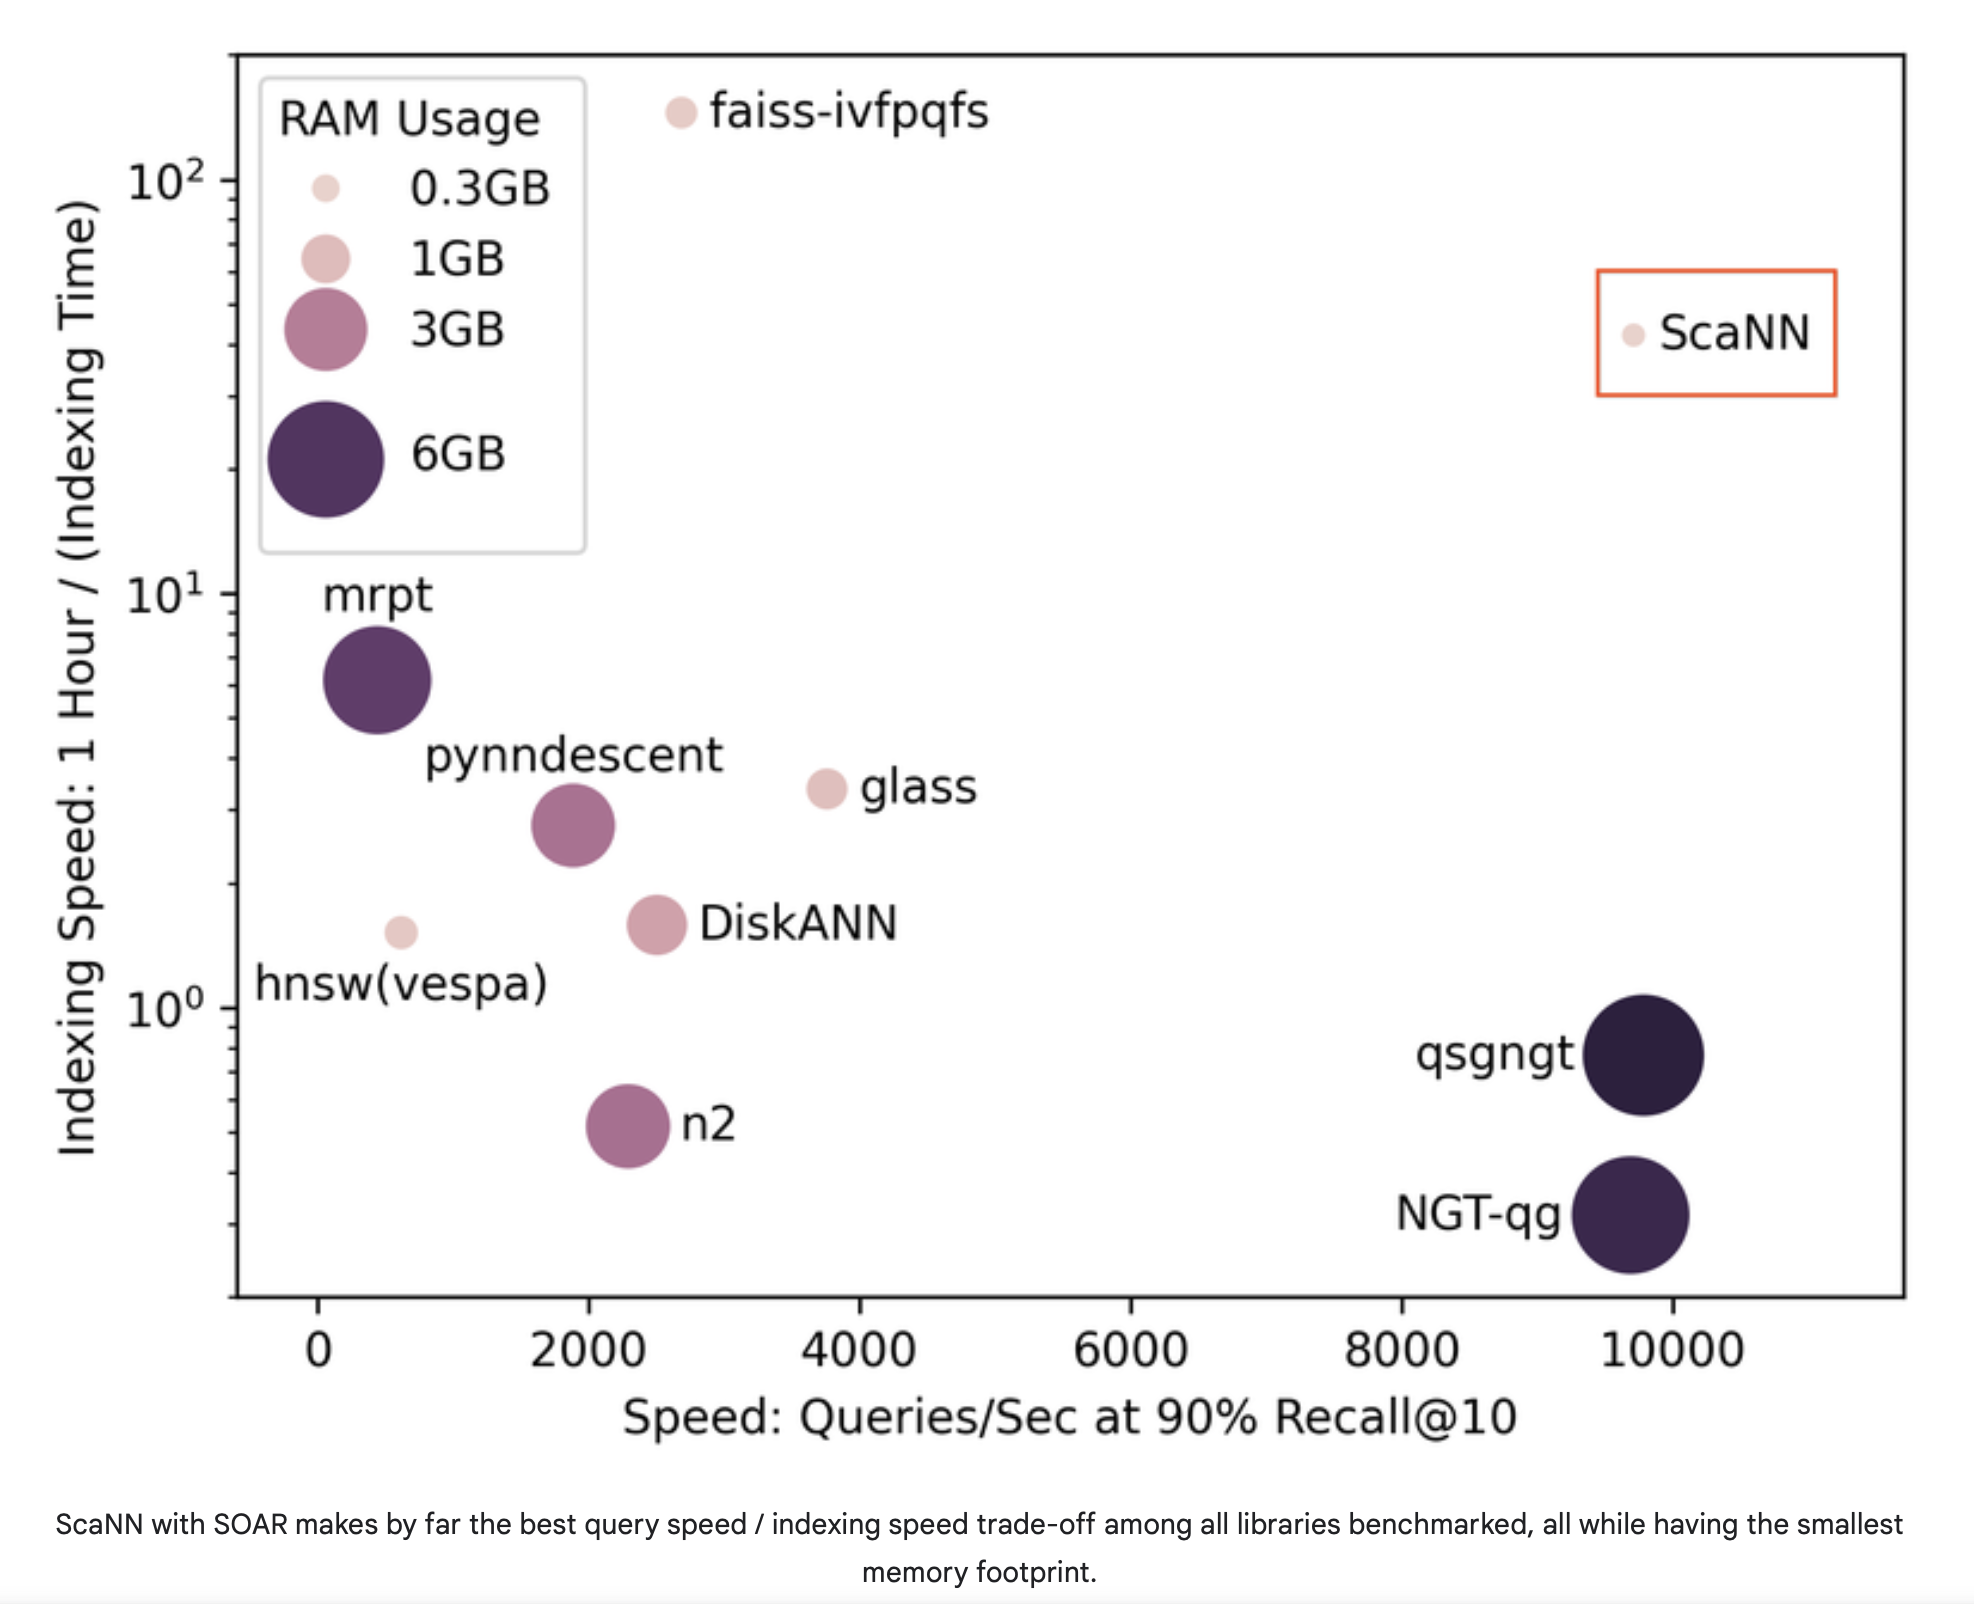 RAM Usage
0.3GB
1GB
3GB
6GB
faiss-ivfpqfs
ScaNN
mrpt
pynndescent
glass
DiskANN
hnsw(vespa)
qsgngt
n2
NGT-qg
10²
10¹
10⁰
Indexing Speed: 1 Hour / (Indexing Time)
0 2000 4000 6000 8000 10000
Speed: Queries/Sec at 90% Recall@10
ScaNN with SOAR makes by far the best query speed / indexing speed trade-off among all libraries benchmarked, all while having the smallest
memory footprint.